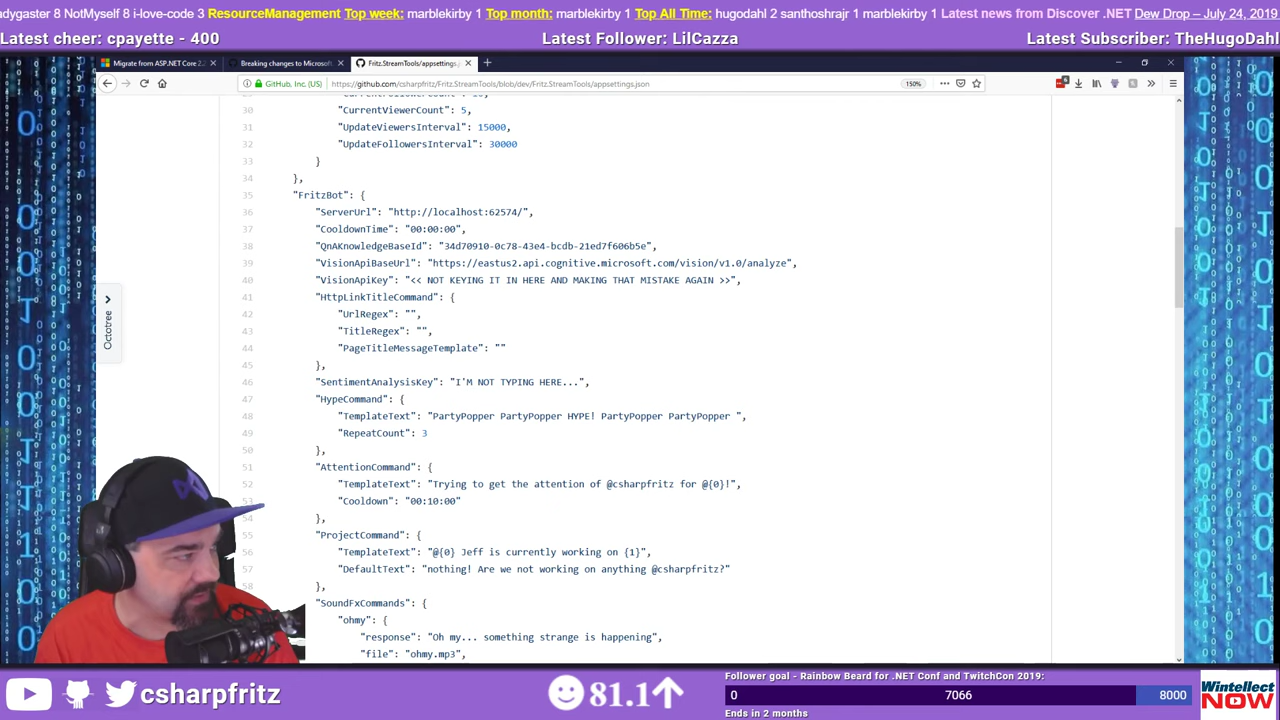 dygaster 8 NotMyself 8 i-love-code 3 ResourceManagement Top week: marblekirby 1 Top month: marblekirby 1 Top All Time: hugodahl 2 santhoshrajr 1 marblekirby 1 Latest news from Discover .NET Dew Drop – July 24, 2019
Latest cheer: cpayette - 400 Latest Follower: LilCazza Latest Subscriber: TheHugoDahl
Migrate from ASP.NET Core 2. Breaking changes to Microsoft Fritz.StreamTools/appsettings.js
GitHub, Inc. (US) https://github.com/csharpfritz/Fritz.StreamTools/blob/dev/Fritz.StreamTools/appsettings.json 150%
30 "CurrentViewerCount": 5,
31 "UpdateViewersInterval": 15000,
32 "UpdateFollowersInterval": 30000
33 }
34 },
35 "FritzBot": {
36 "ServerUrl": "http://localhost:62574/",
37 "CooldownTime": "00:00:00",
38 "QnAKnowledgeBaseId": "34d70910-0c78-43e4-bcdb-21ed7f606b5e",
39 "VisionApiBaseUrl": "https://eastus2.api.cognitive.microsoft.com/vision/v1.0/analyze",
40 "VisionApiKey": "<< NOT KEYING IT IN HERE AND MAKING THAT MISTAKE AGAIN >>",
41 "HttpLinkTitleCommand": {
42 "UrlRegex": "",
43 "TitleRegex": "",
44 "PageTitleMessageTemplate": ""
45 },
46 "SentimentAnalysisKey": "I'M NOT TYPING HERE...",
47 "HypeCommand": {
48 "TemplateText": "PartyPopper PartyPopper HYPE! PartyPopper PartyPopper ",
49 "RepeatCount": 3
50 },
51 "AttentionCommand": {
52 "TemplateText": "Trying to get the attention of @csharpfritz for @{0}!",
53 "Cooldown": "00:10:00"
54 },
55 "ProjectCommand": {
56 "TemplateText": "@{0} Jeff is currently working on {1}",
57 "DefaultText": "nothing! Are we not working on anything @csharpfritz?"
58 },
"SoundFxCommands": {
"ohmy": {
"response": "Oh my... something strange is happening",
"file": "ohmy.mp3",
Octotree
csharpfritz
81.1
Follower goal - Rainbow Beard for .NET Conf and TwitchCon 2019:
0 7066 8000
Ends in 2 months
Wintellect
NOW